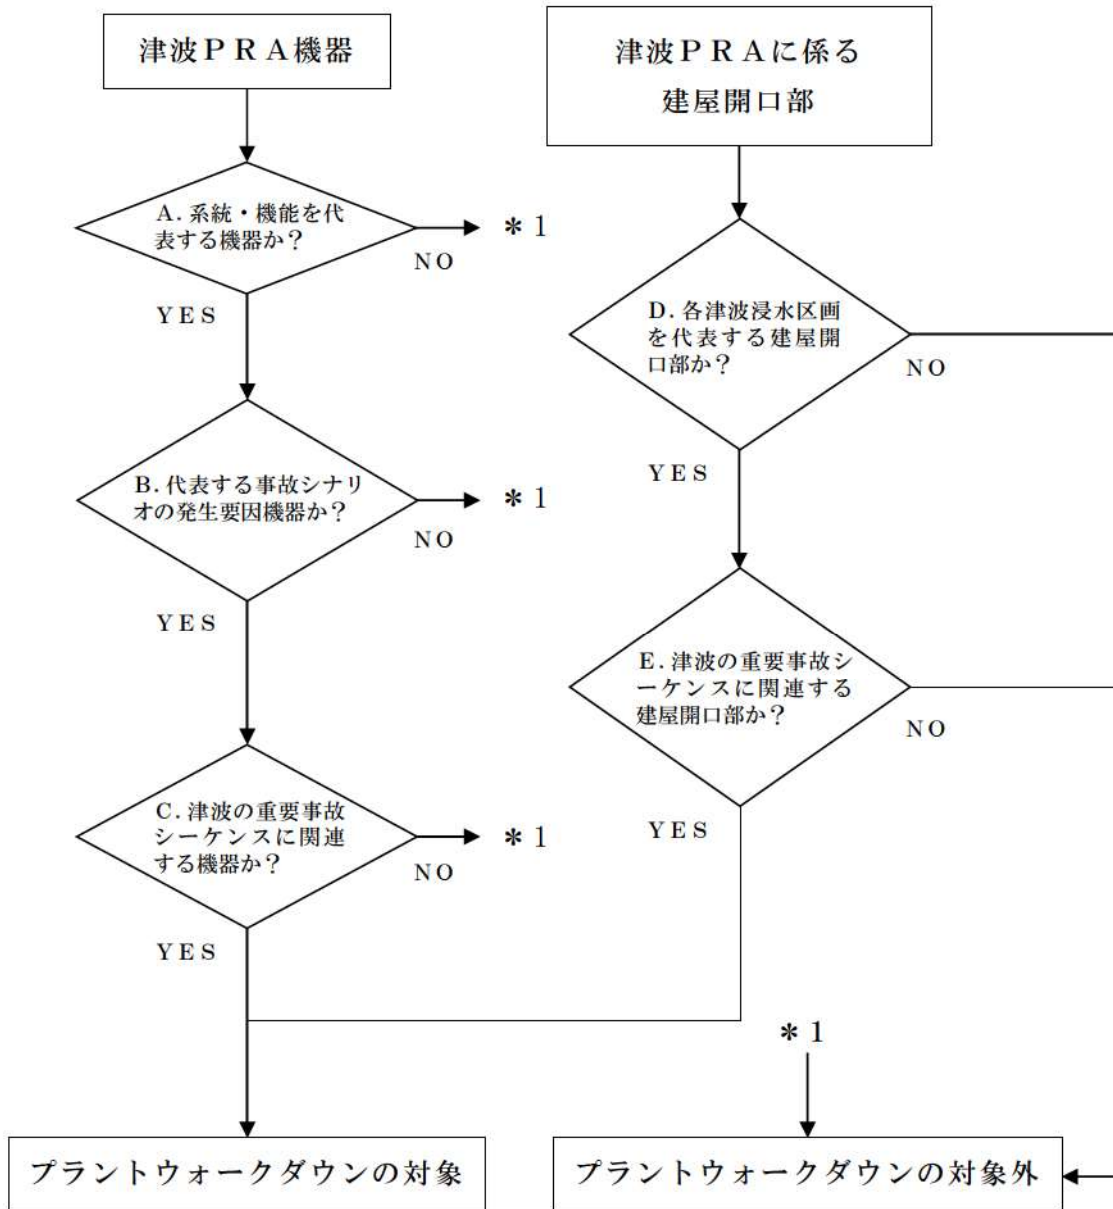 津波ＰＲＡ機器
A．系統・機能を代
表する機器か？
NO
＊1
YES
B．代表する事故シナリ
オの発生要因機器か？
NO
＊1
YES
C．津波の重要事故
シーケンスに関連
する機器か？
NO
＊1
YES
津波ＰＲＡに係る
建屋開口部
D．各津波浸水区画
を代表する建屋開
口部か？
NO
YES
E．津波の重要事故シ
ーケンスに関連する
建屋開口部か？
NO
YES
＊1
プラントウォークダウンの対象
プラントウォークダウンの対象外